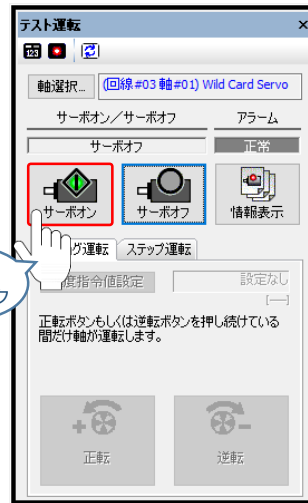 テスト運転
軸選択...
(回線#03 軸#01) Wild Card Servo
サーボオン／サーボオフ
アラーム
サーボオフ
正常
サーボオン
サーボオフ
情報表示
グ運転
ステップ運転
度指令値設定
設定なし
[----]
正転ボタンもしくは逆転ボタンを押し続けている
間だけ軸が運転します。
正転
逆転